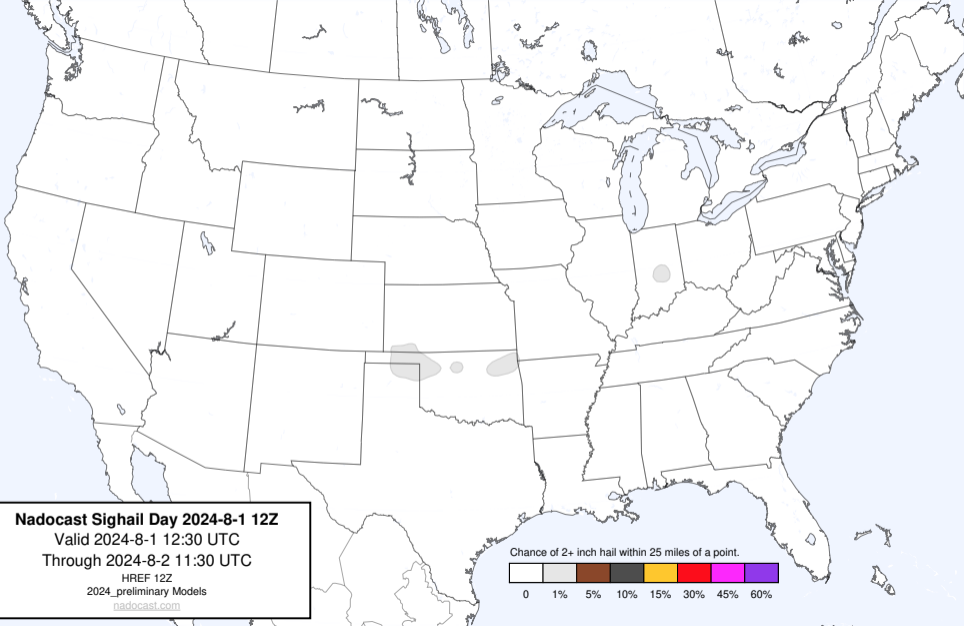 Nadocast Sighail Day 2024-8-1 12Z
Valid 2024-8-1 12:30 UTC
Through 2024-8-2 11:30 UTC
HREF 12Z
2024_preliminary Models
nadocast.com
Chance of 2+ inch hail within 25 miles of a point.
0 1% 5% 10% 15% 30% 45% 60%